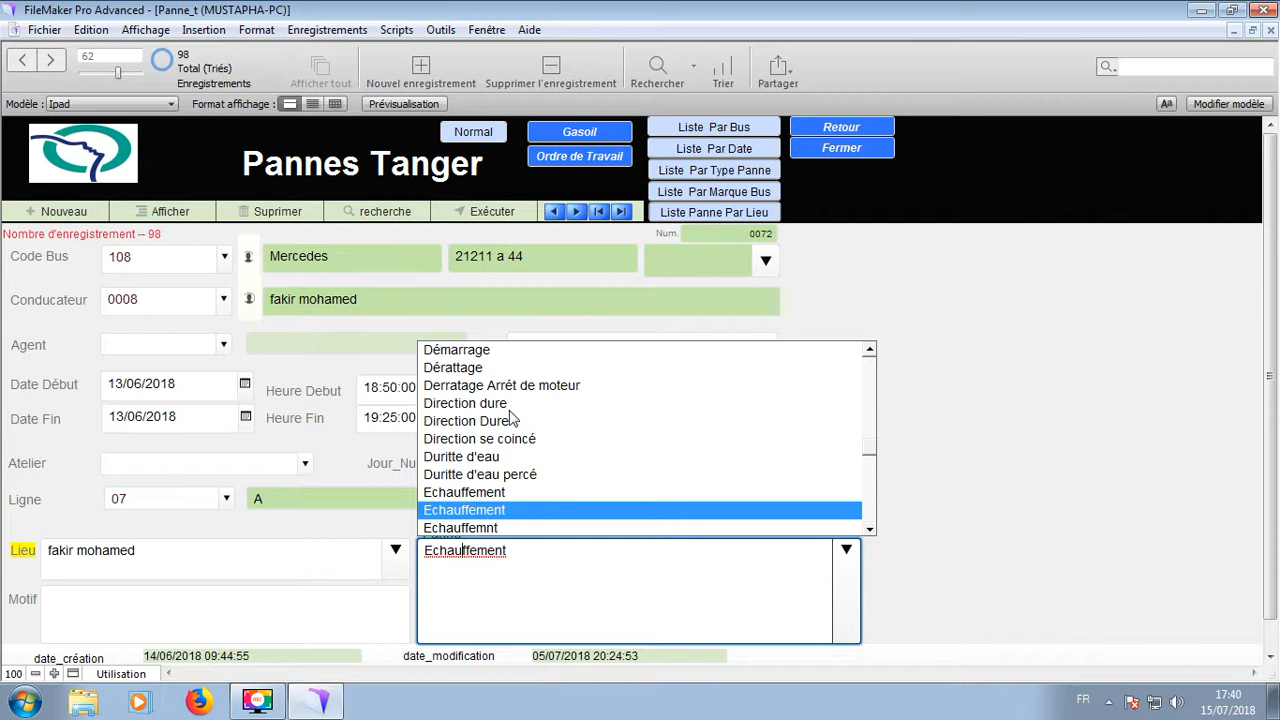 FileMaker Pro Advanced - [Panne_t (MUSTAPHA-PC)]
Fichier Edition Affichage Insertion Format Enregistrements Scripts Outils Fenêtre Aide
62
98
Total (Triés)
Enregistrements
Afficher tout
Nouvel enregistrement
Supprimer l'enregistrement
Rechercher
Trier
Partager
Modèle : Ipad
Format affichage :
Prévisualisation
Aa
Modifier modèle
Pannes Tanger
Normal
Gasoil
Ordre de Travail
Liste Par Bus
Liste Par Date
Liste Par Type Panne
Liste Par Marque Bus
Liste Panne Par Lieu
Retour
Fermer
Nouveau
Afficher
Suprimer
recherche
Exécuter
Nombre d'enregistrement -- 98
Num. 0072
Code Bus 108 Mercedes 21211 a 44
Conducateur 0008 fakir mohamed
Agent
Date Début 13/06/2018 Heure Debut 18:50:00
Date Fin 13/06/2018 Heure Fin 19:25:00
Atelier
Ligne 07 A
Démarrage
Dérattage
Derratage Arrêt de moteur
Direction dure
Direction Dure
Direction se coincé
Duritte d'eau
Duritte d'eau percé
Echauffement
Echauffement
Echauffemnt
Lieu fakir mohamed
Echauffement
Motif
date_création 14/06/2018 09:44:55 date_modification 05/07/2018 20:24:53
100 Utilisation
ABC
FR
17:40
15/07/2018